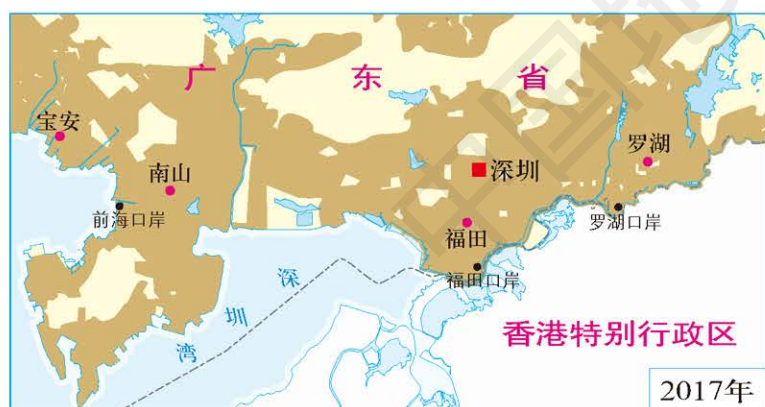 广东省
宝安
罗湖
南山
深圳
前海口岸
罗湖口岸
福田
福田口岸
深圳湾
香港特别行政区
2017年